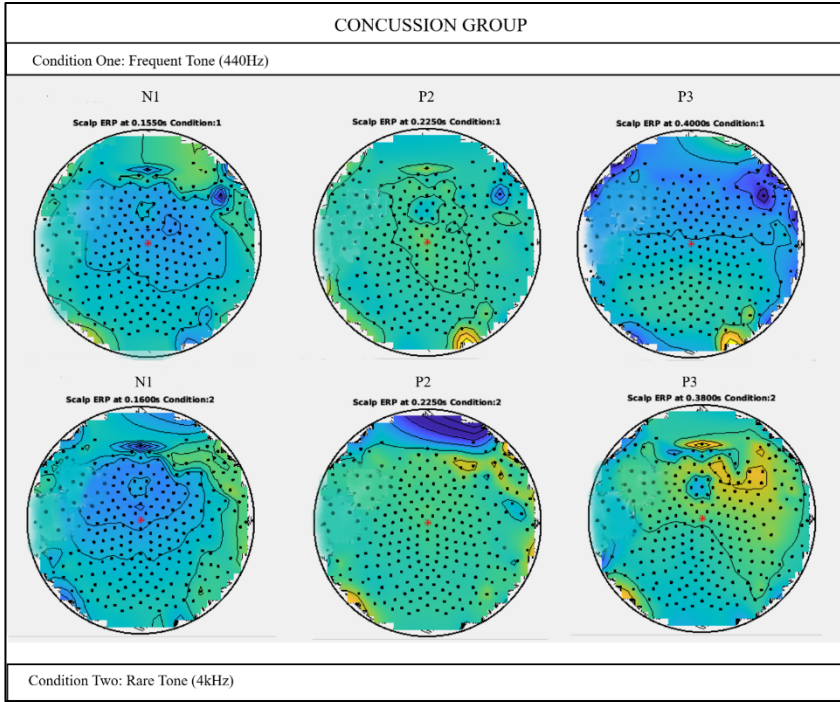 CONCUSSION GROUP
Condition One: Frequent Tone (440Hz)
N1 P2 P3
Scalp ERP at 0.1550s Condition:1 Scalp ERP at 0.2250s Condition:1 Scalp ERP at 0.4000s Condition:1
N1 P2 P3
Scalp ERP at 0.1600s Condition:2 Scalp ERP at 0.2250s Condition:2 Scalp ERP at 0.3800s Condition:2
Condition Two: Rare Tone (4kHz)